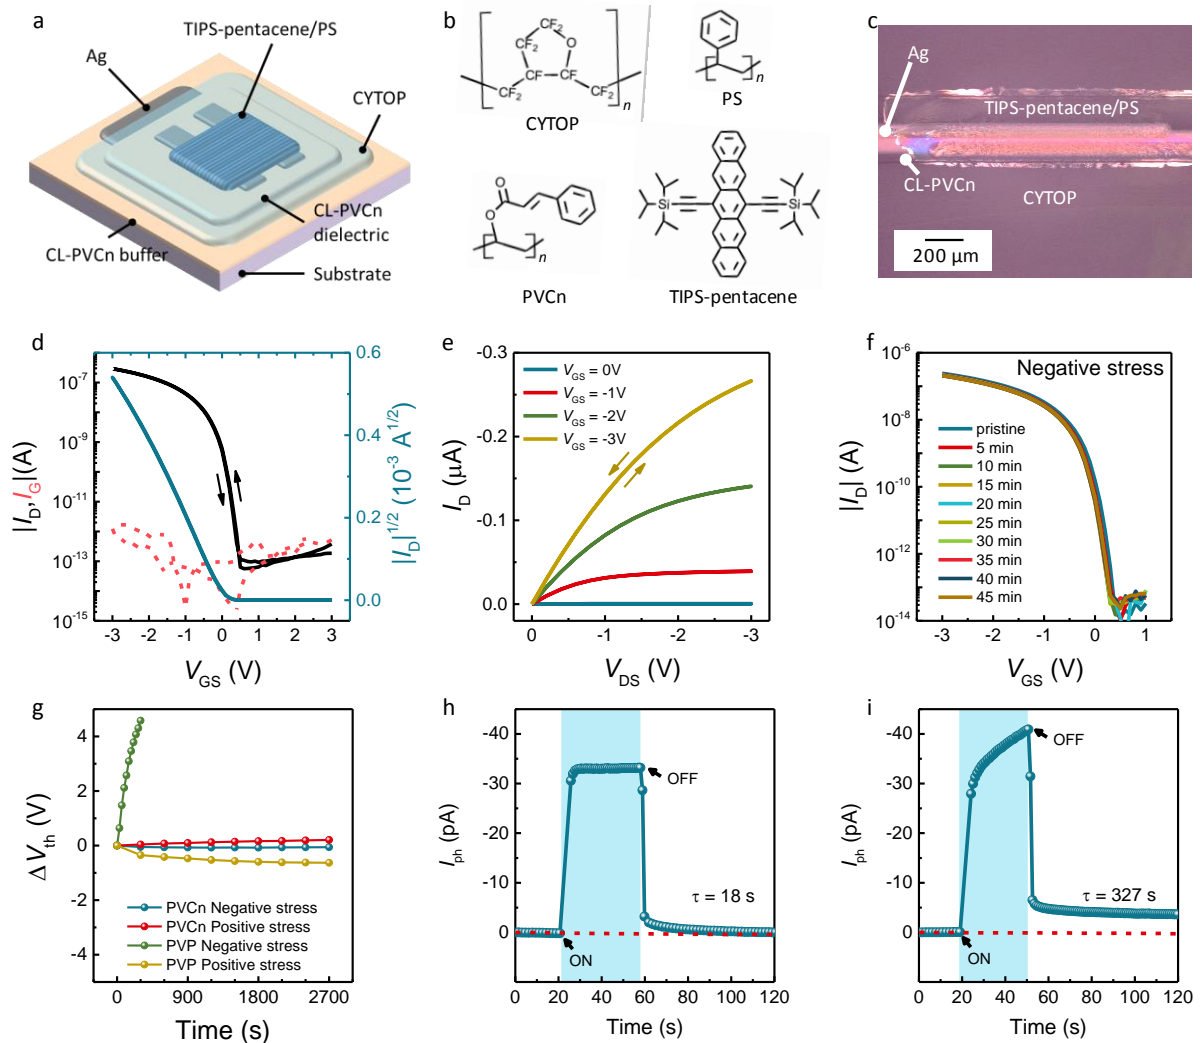 a
TIPS-pentacene/PS
Ag
CYTOP
CL-PVCn
dielectric
CL-PVCn buffer
Substrate
b
CF2
CF2
O
CF2
CF
CF
CF2
CF2
n
CYTOP
n
PS
O
O
n
PVCn
Si
Si
TIPS-pentacene
c
Ag
TIPS-pentacene/PS
CL-PVCn
CYTOP
200 μm
d
10-7
10-9
10-11
10-13
10-15
|ID, IG|(A)
-3 -2 -1 0 1 2 3
VGS (V)
0.6
0.4
0.2
0.0
|ID|1/2 (10-3 A1/2)
e
-0.3
-0.2
-0.1
0.0
ID (μA)
VGS = 0V
VGS = -1V
VGS = -2V
VGS = -3V
0 -1 -2 -3
VDS (V)
f
Negative stress
10-6
10-8
10-10
10-12
10-14
|ID| (A)
pristine
5 min
10 min
15 min
20 min
25 min
30 min
35 min
40 min
45 min
-3 -2 -1 0 1
VGS (V)
g
4
2
0
-2
-4
Δ Vth (V)
PVCn Negative stress
PVCn Positive stress
PVP Negative stress
PVP Positive stress
0 900 1800 2700
Time (s)
h
-40
-30
-20
-10
0
Iph (pA)
OFF
τ = 18 s
ON
0 20 40 60 80 100 120
Time (s)
i
-40
-30
-20
-10
0
Iph (pA)
OFF
τ = 327 s
ON
0 20 40 60 80 100 120
Time (s)